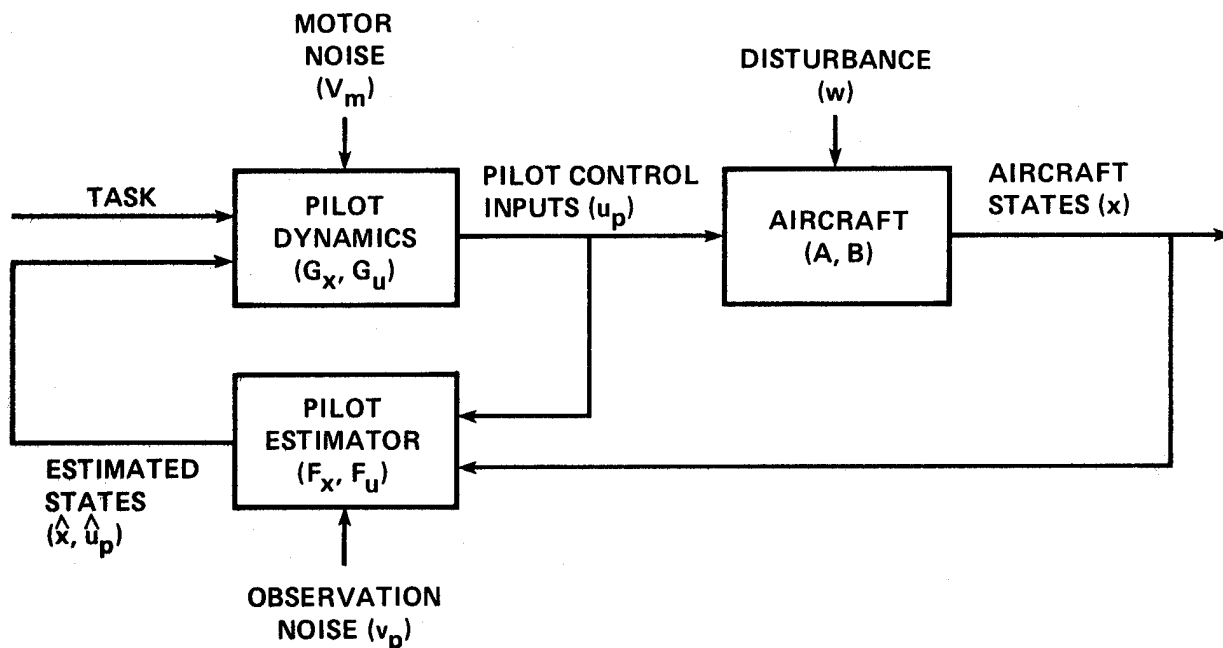 MOTOR
NOISE
(Vm)
DISTURBANCE
(w)
TASK
PILOT
DYNAMICS
(Gx, Gu)
PILOT CONTROL
INPUTS (up)
AIRCRAFT
(A, B)
AIRCRAFT
STATES (x)
PILOT
ESTIMATOR
(Fx, Fu)
ESTIMATED
STATES
(x̂, ûp)
OBSERVATION
NOISE (vp)